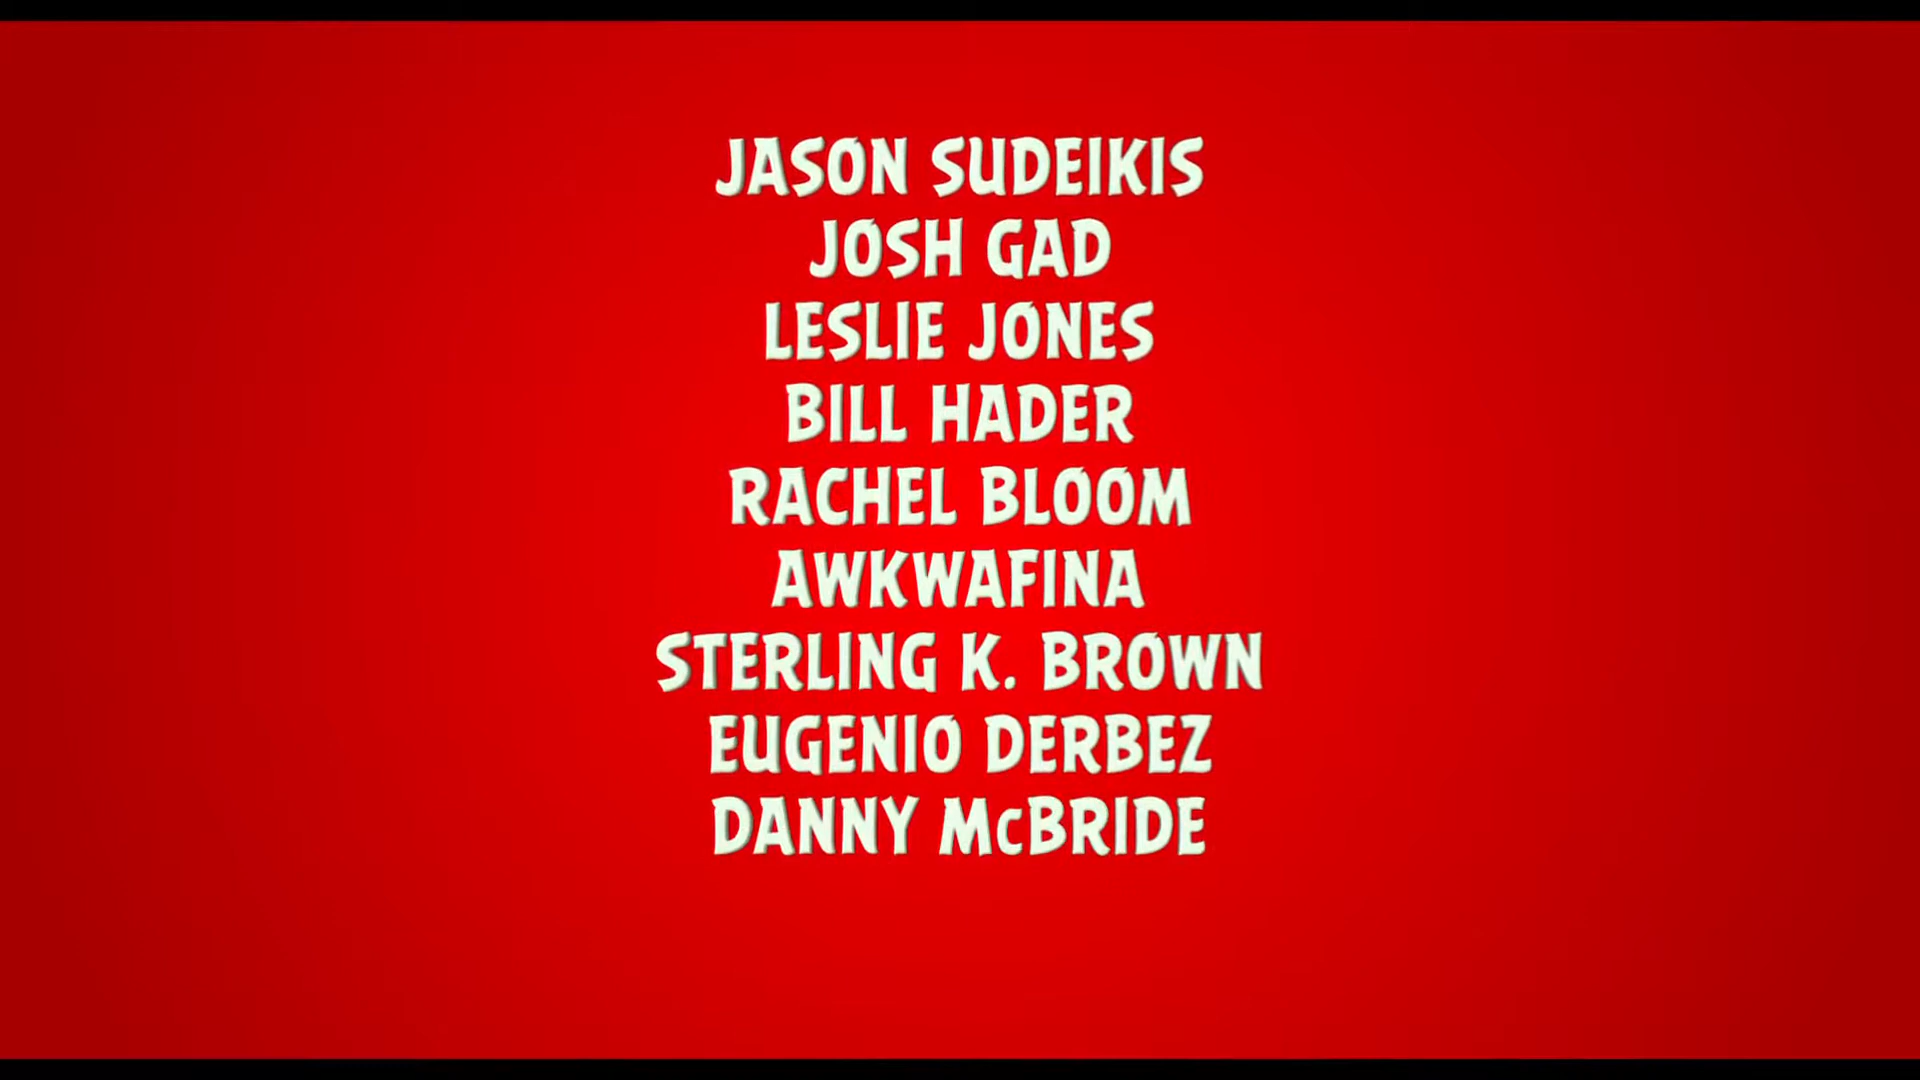 JASON SUDEIKIS
JOSH GAD
LESLIE JONES
BILL HADER
RACHEL BLOOM
AWKWAFINA
STERLING K. BROWN
EUGENIO DERBEZ
DANNY McBRIDE